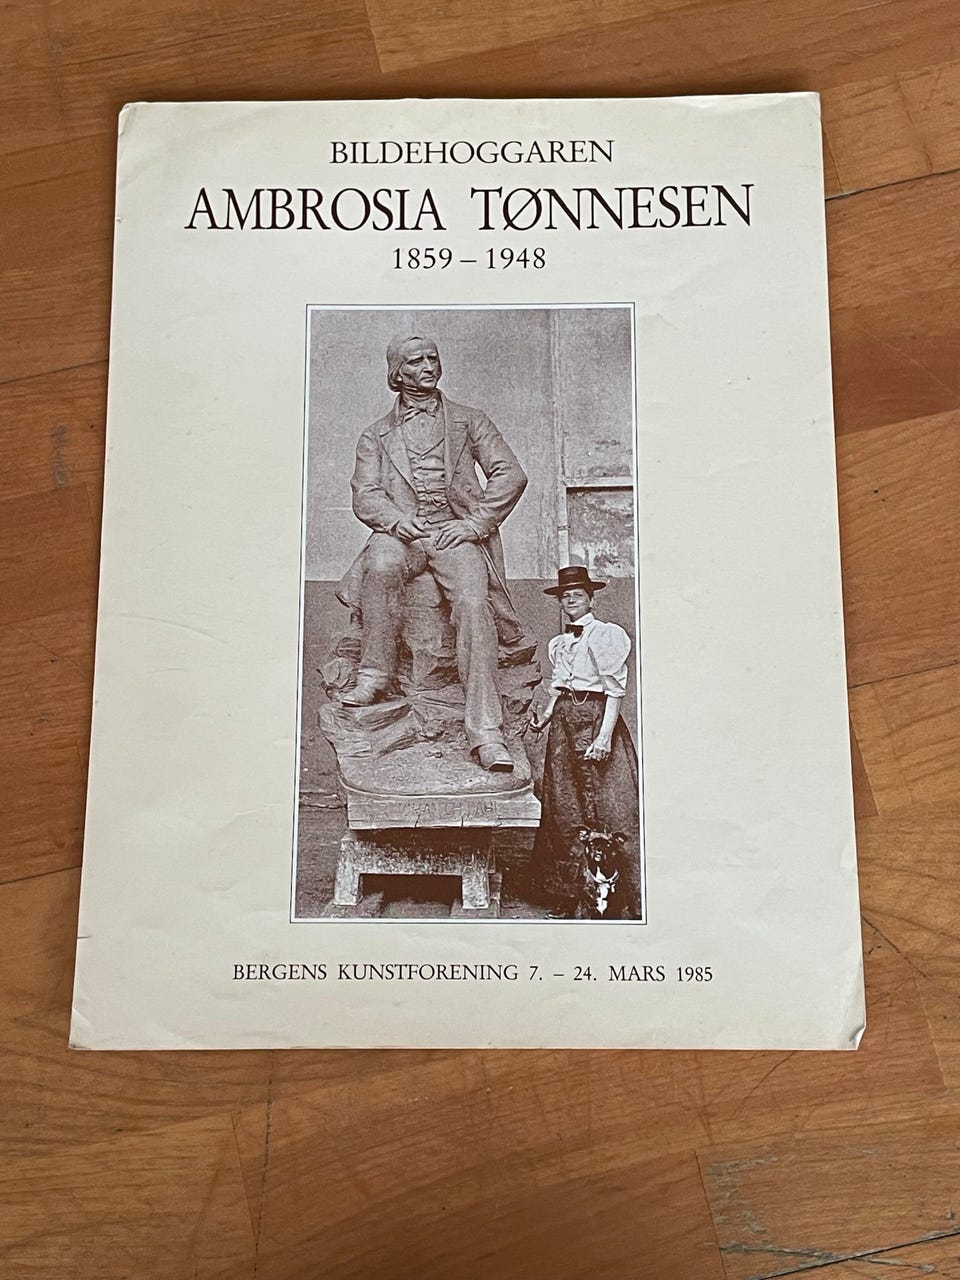 BILDEHOGGAREN
AMBROSIA TØNNESEN
1859 – 1948
BERGENS KUNSTFORENING 7. – 24. MARS 1985